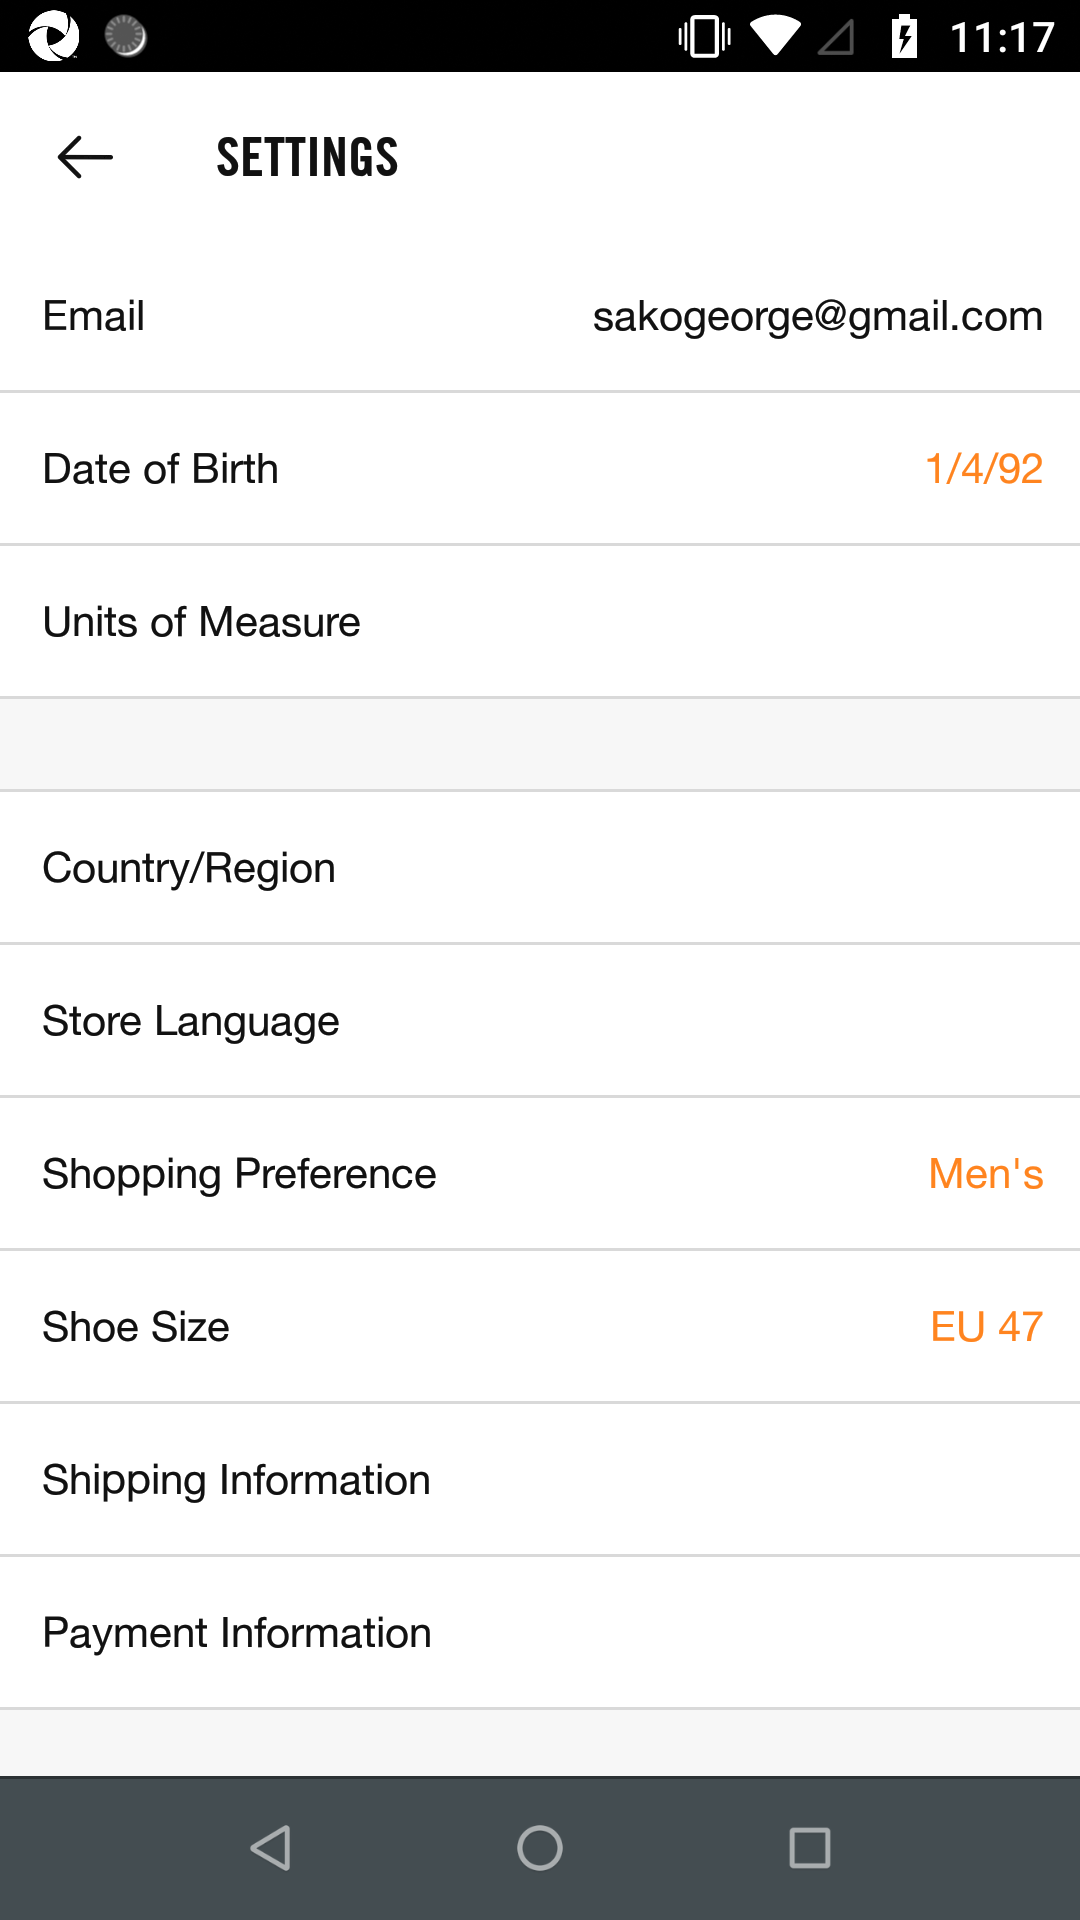 11:17
SETTINGS
Email sakogeorge@gmail.com
Date of Birth 1/4/92
Units of Measure
Country/Region
Store Language
Shopping Preference Men's
Shoe Size EU 47
Shipping Information
Payment Information